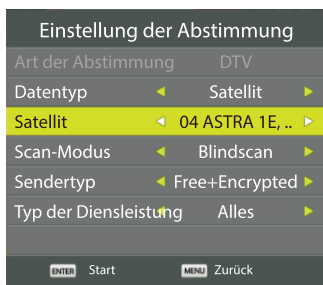 Einstellung der Abstimmung
Art der Abstimmung DTV
Datentyp Satellit
Satellit 04 ASTRA 1E, ..
Scan-Modus Blindscan
Sendertyp Free+Encrypted
Typ der Diensleistung Alles
ENTER Start MENU Zurück